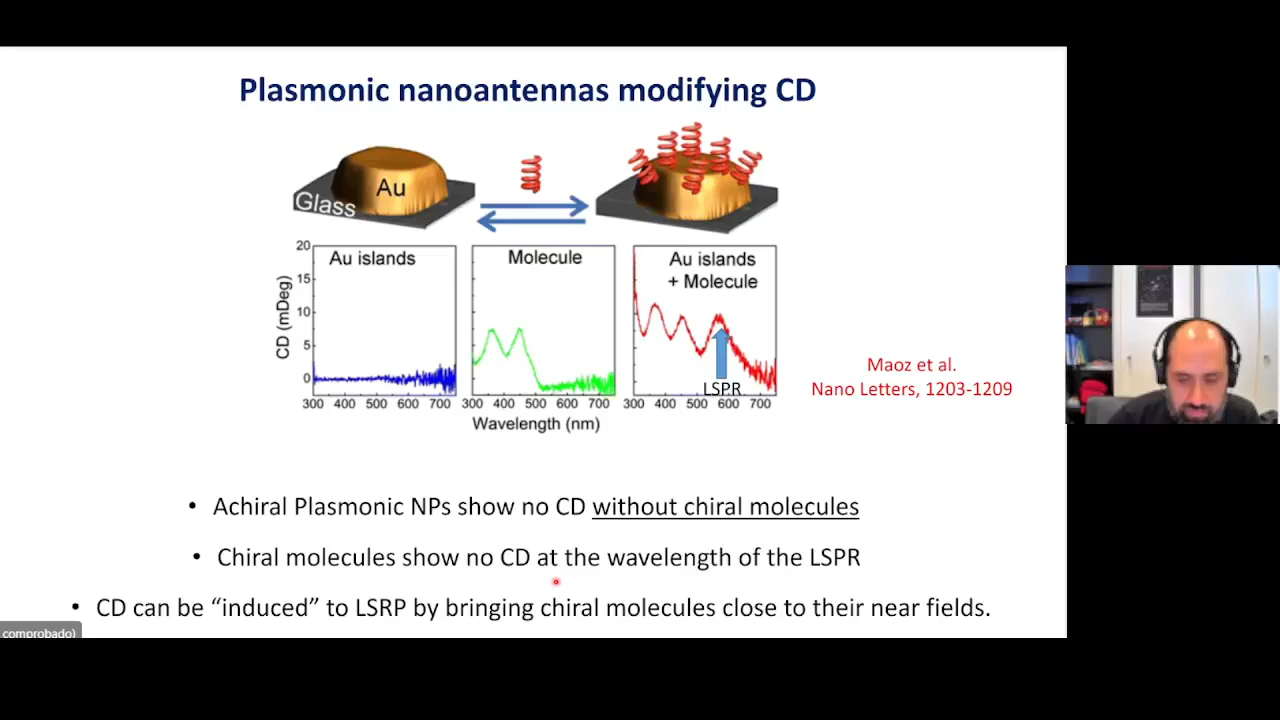 Plasmonic nanoantennas modifying CD
Au
Glass
20
15
10
5
0
CD (mDeg)
Au islands
300 400 500 600 700
Molecule
300 400 500 600 700
Wavelength (nm)
Au islands
+ Molecule
LSPR
300 400 500 600 700
Maoz et al.
Nano Letters, 1203-1209
• Achiral Plasmonic NPs show no CD without chiral molecules
• Chiral molecules show no CD at the wavelength of the LSPR
• CD can be “induced” to LSRP by bringing chiral molecules close to their near fields.
comprobado)